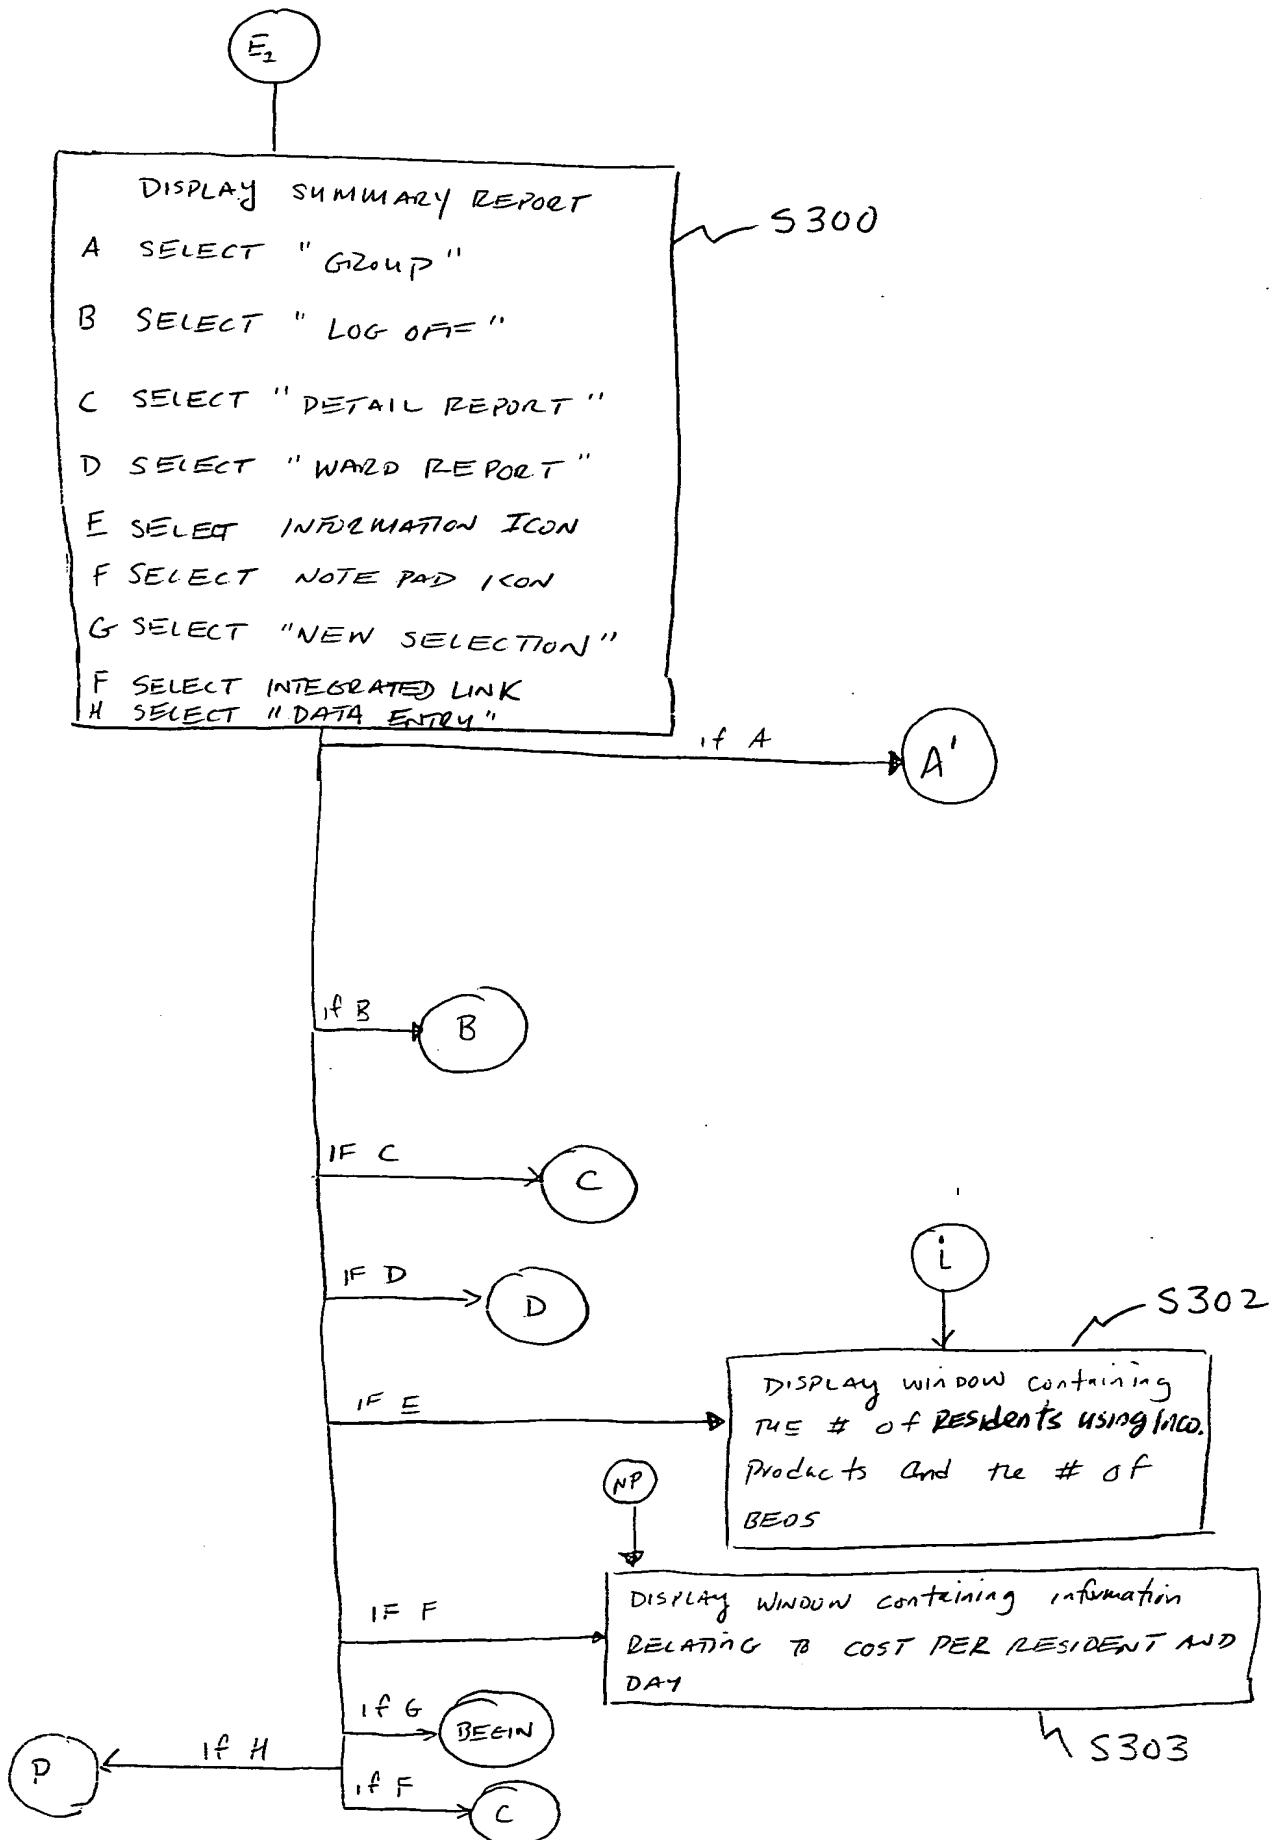 E1
DISPLAY SUMMARY REPORT
A SELECT "GROUP"
S300
B SELECT "LOG OFF"
C SELECT "DETAIL REPORT"
D SELECT "WARD REPORT"
E SELECT INFORMATION ICON
F SELECT NOTE PAD ICON
G SELECT "NEW SELECTION"
F SELECT INTEGRATED LINK
H SELECT "DATA ENTRY"
if A
A'
if B
B
IF C
C
IF D
D
i
S302
IF E
DISPLAY WINDOW containing
THE # of RESIdents using Inco.
Products and the # of
BEDS
NP
IF F
DISPLAY WINDOW containing information
RELATING TO COST PER RESIDENT AND
DAY
S303
if G
BEGIN
if H
P
if F
C